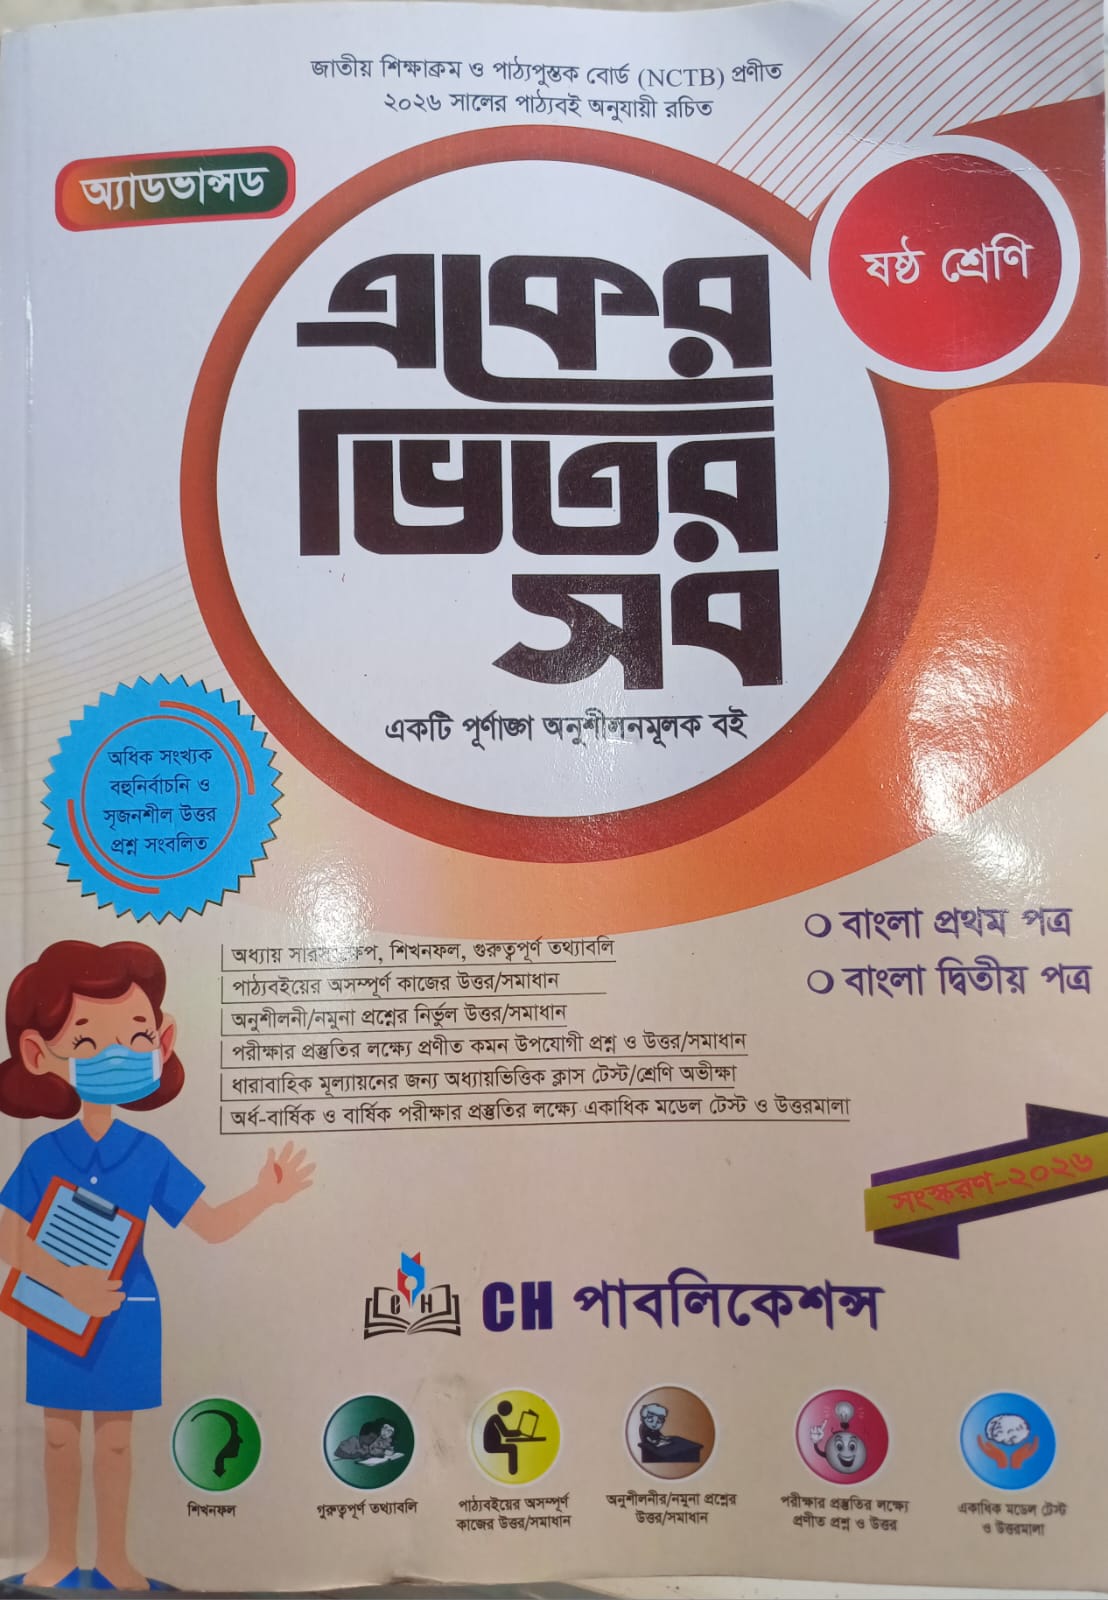 জাতীয় শিক্ষাক্রম ও পাঠ্যপুস্তক বোর্ড (NCTB) প্রণীত
২০২৬ সালের পাঠ্যবই অনুযায়ী রচিত
অ্যাডভান্সড
ষষ্ঠ শ্রেণি
একের
ভিতর
সব
একটি পূর্ণাঙ্গ অনুশীলনমূলক বই
অধিক সংখ্যক
বহুনির্বাচনি ও
সৃজনশীল উত্তর
প্রশ্ন সংবলিত
বাংলা প্রথম পত্র
বাংলা দ্বিতীয় পত্র
অধ্যায় সারসংক্ষেপ, শিখনফল, গুরুত্বপূর্ণ তথ্যাবলি
পাঠ্যবইয়ের অসম্পূর্ণ কাজের উত্তর/সমাধান
অনুশীলনী/নমুনা প্রশ্নের নির্ভুল উত্তর/সমাধান
পরীক্ষার প্রস্তুতির লক্ষ্যে প্রণীত কমন উপযোগী প্রশ্ন ও উত্তর/সমাধান
ধারাবাহিক মূল্যায়নের জন্য অধ্যায়ভিত্তিক ক্লাস টেস্ট/শ্রেণি অভীক্ষা
অর্ধ-বার্ষিক ও বার্ষিক পরীক্ষার প্রস্তুতির লক্ষ্যে একাধিক মডেল টেস্ট ও উত্তরমালা
সংস্করণ-২০২৬
C H
CH পাবলিকেশন্স
শিখনফল
গুরুত্বপূর্ণ তথ্যাবলি
পাঠ্যবইয়ের অসম্পূর্ণ
কাজের উত্তর/সমাধান
অনুশীলনীর/নমুনা প্রশ্নের
উত্তর/সমাধান
পরীক্ষার প্রস্তুতির লক্ষ্যে
প্রণীত প্রশ্ন ও উত্তর
একাধিক মডেল টেস্ট
ও উত্তরমালা